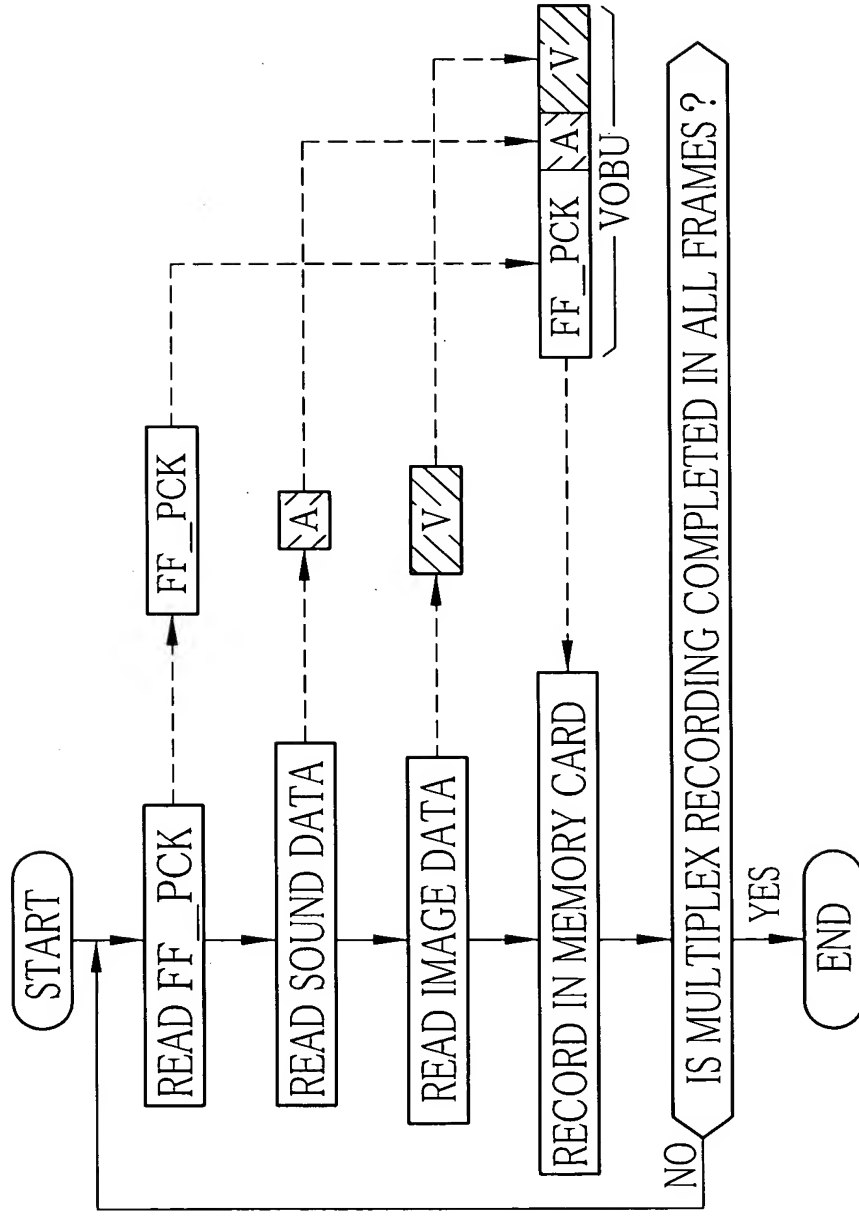 START
READ FF_PCK
FF_PCK
READ SOUND DATA
A
READ IMAGE DATA
V
RECORD IN MEMORY CARD
FF_PCK A V
VOBU
IS MULTIPLEX RECORDING COMPLETED IN ALL FRAMES?
NO
YES
END